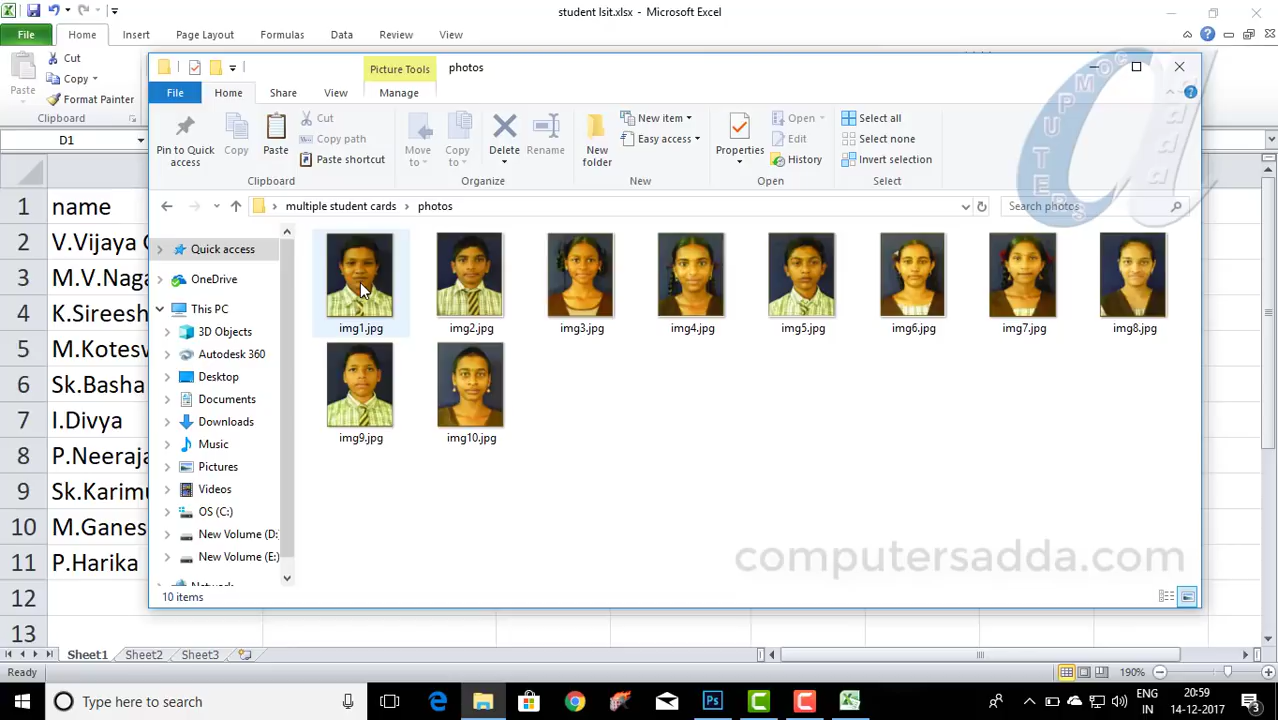 student lsit.xlsx - Microsoft Excel
File Home Insert Page Layout Formulas Data Review View
Cut
Copy
Format Painter
Paste
Clipboard
D1
name
1
V.Vijaya
2
M.V.Naga
3
K.Sireesh
4
M.Kotes
5
Sk.Basha
6
I.Divya
7
P.Neeraja
8
Sk.Karimu
9
M.Ganes
10
P.Harika
11
12
13
Picture Tools
photos
File Home Share View Manage
Pin to Quick access
Copy
Paste
Cut
Copy path
Paste shortcut
Clipboard
Move to
Copy to
Delete
Rename
Organize
New folder
New item
Easy access
New
Properties
Open
Edit
History
Open
Select all
Select none
Invert selection
Select
multiple student cards photos
Search photos
Quick access
OneDrive
This PC
3D Objects
Autodesk 360
Desktop
Documents
Downloads
Music
Pictures
Videos
OS (C:)
New Volume (D:
New Volume (E:)
Network
img1.jpg img2.jpg img3.jpg img4.jpg img5.jpg img6.jpg img7.jpg img8.jpg
img9.jpg img10.jpg
10 items
COMPUTERS
adda
computersadda.com
Sheet1 Sheet2 Sheet3
Ready
190%
Type here to search
ENG
IN
20:59
14-12-2017
3